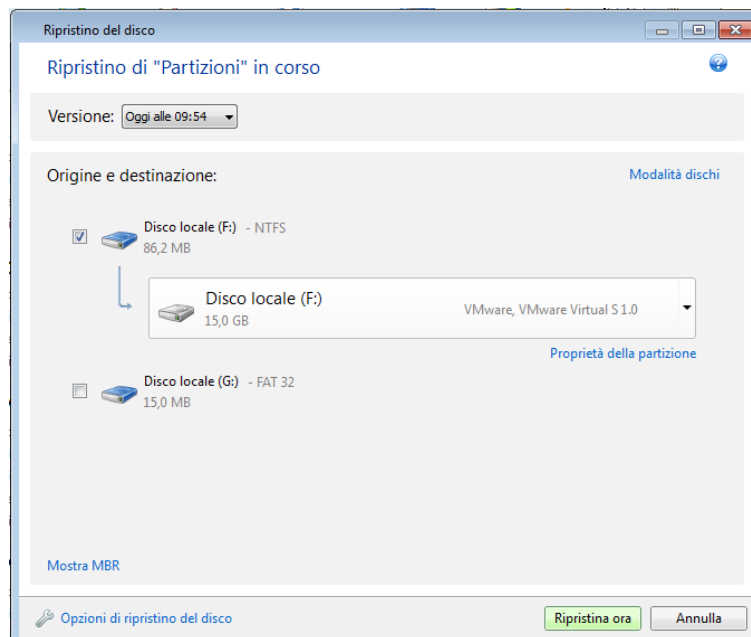 Ripristino del disco
Ripristino di "Partizioni" in corso
Versione: Oggi alle 09:54
Origine e destinazione:
Modalità dischi
Disco locale (F:) - NTFS
86,2 MB
Disco locale (F:)
15,0 GB
VMware, VMware Virtual S 1.0
Proprietà della partizione
Disco locale (G:) - FAT 32
15,0 MB
Mostra MBR
Opzioni di ripristino del disco
Ripristina ora
Annulla